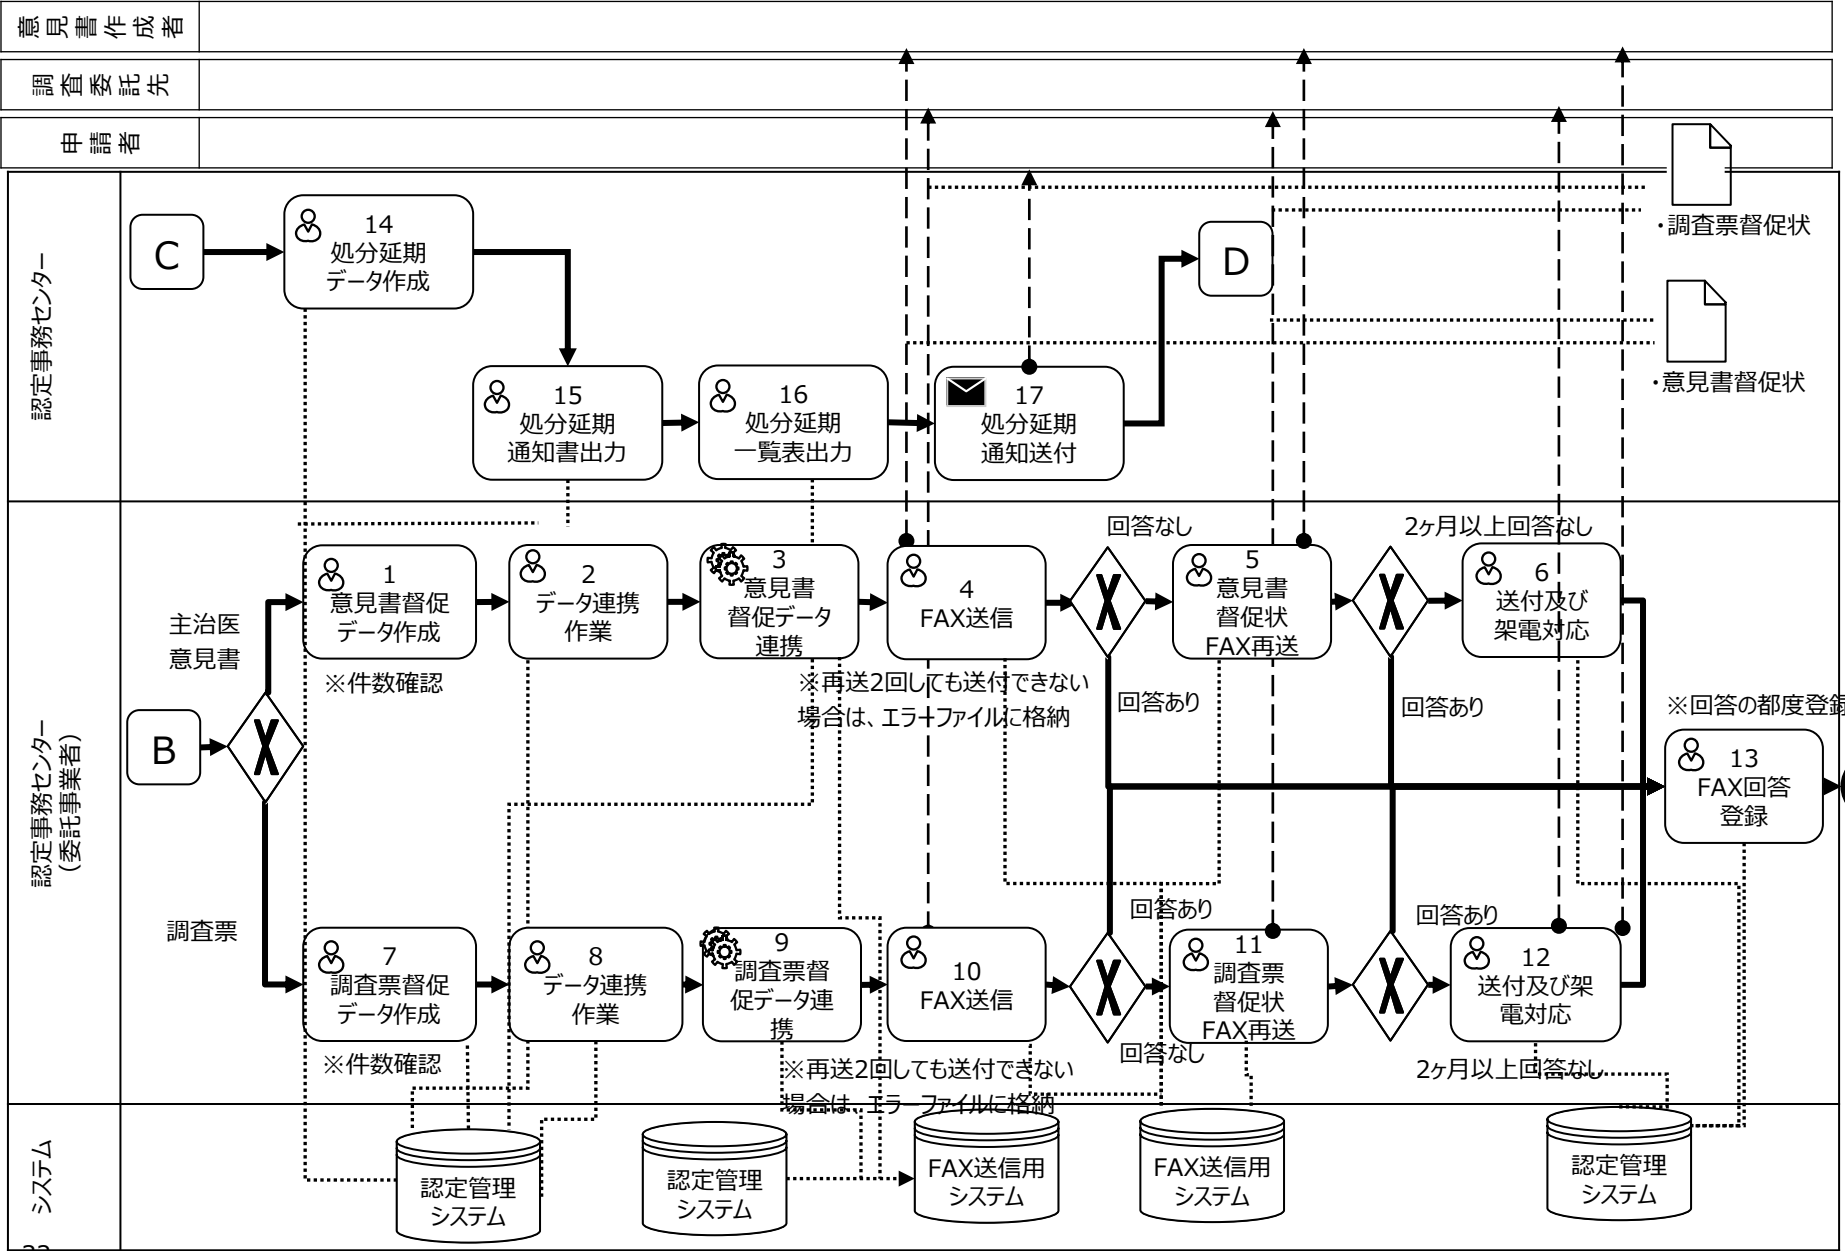 意見書作成者
調査委託先
申請者
認定事務センター
C
14
処分延期
データ作成
15
処分延期
通知書出力
16
処分延期
一覧表出力
17
処分延期
通知送付
D
・調査票督促状
・意見書督促状
認定事務センター
（委託事業者）
B
主治医
意見書
調査票
1
意見書督促
データ作成
※件数確認
2
データ連携
作業
3
意見書
督促データ
連携
4
FAX送信
※再送2回しても送付できない
場合は、エラーファイルに格納
回答なし
回答あり
5
意見書
督促状
FAX再送
2ヶ月以上回答なし
回答あり
6
送付及び
架電対応
※回答の都度登録
13
FAX回答
登録
7
調査票督促
データ作成
※件数確認
8
データ連携
作業
9
調査票督
促データ連
携
10
FAX送信
※再送2回しても送付できない
場合は、エラーファイルに格納
回答あり
回答なし
11
調査票
督促状
FAX再送
回答あり
2ヶ月以上回答なし
12
送付及び架
電対応
システム
認定管理
システム
認定管理
システム
FAX送信用
システム
FAX送信用
システム
認定管理
システム